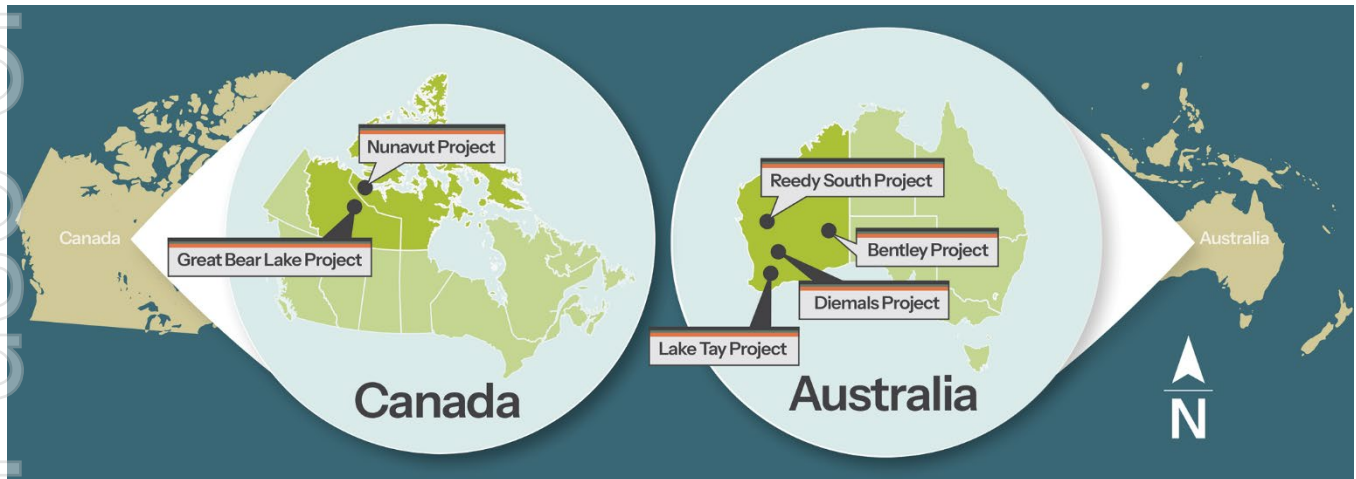 Canada
Nunavut Project
Great Bear Lake Project
Canada
Reedy South Project
Bentley Project
Diemals Project
Lake Tay Project
Australia
Australia
N